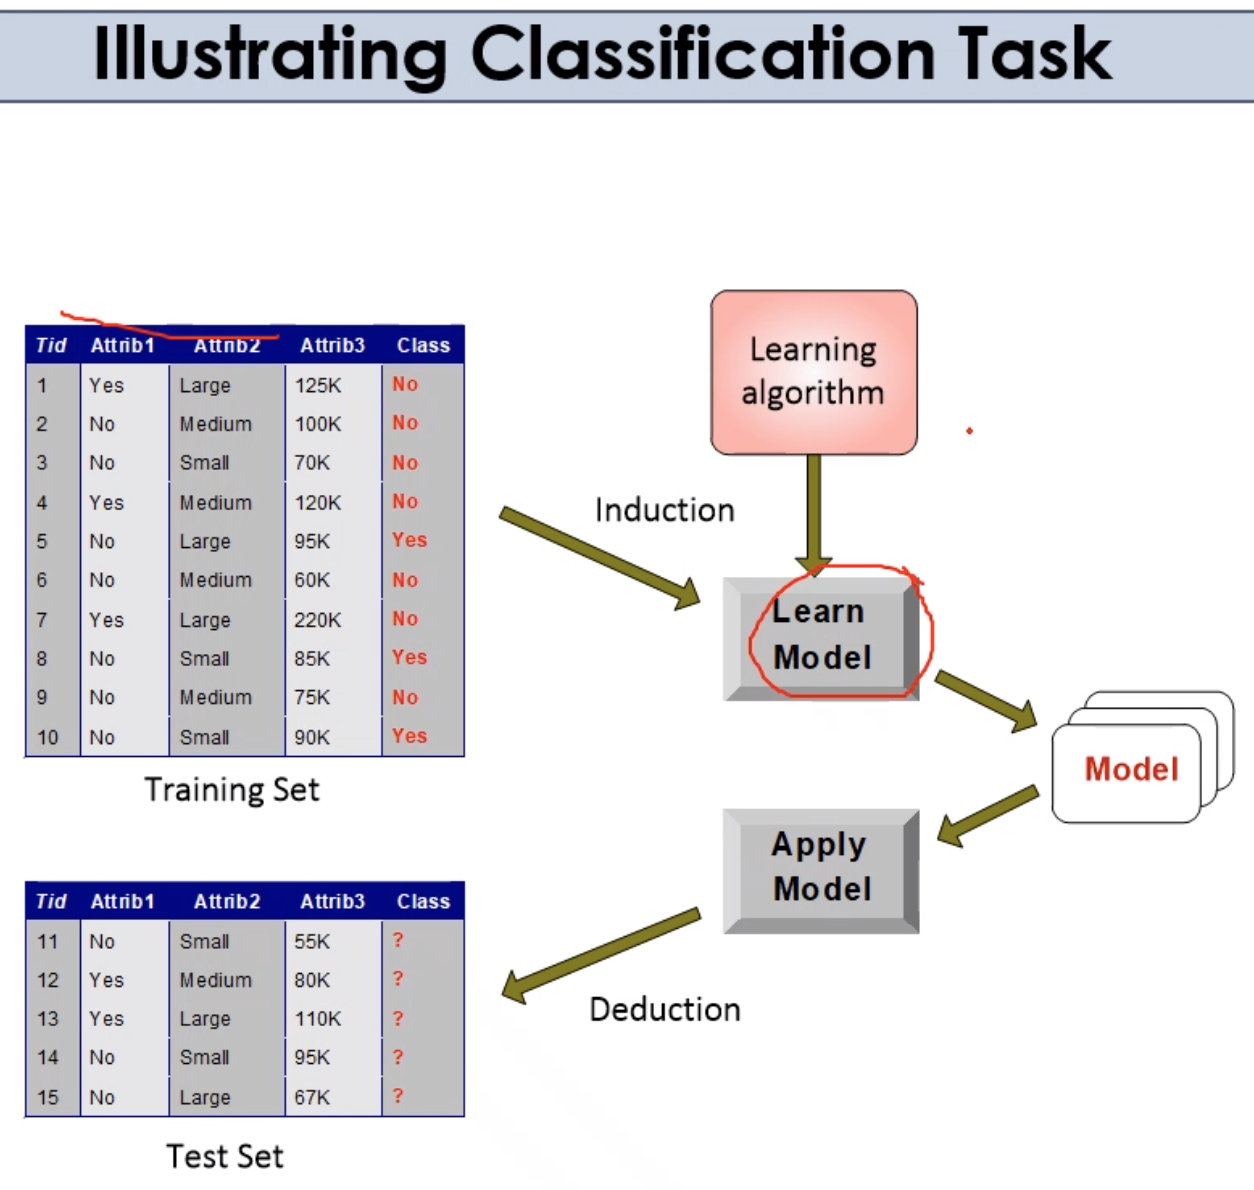 Illustrating Classification Task
Tid Attrib1 Attrib2 Attrib3 Class
1 Yes Large 125K No
2 No Medium 100K No
3 No Small 70K No
4 Yes Medium 120K No
5 No Large 95K Yes
6 No Medium 60K No
7 Yes Large 220K No
8 No Small 85K Yes
9 No Medium 75K No
10 No Small 90K Yes
Training Set
Learning
algorithm
Induction
Learn
Model
Model
Apply
Model
Deduction
Tid Attrib1 Attrib2 Attrib3 Class
11 No Small 55K ?
12 Yes Medium 80K ?
13 Yes Large 110K ?
14 No Small 95K ?
15 No Large 67K ?
Test Set